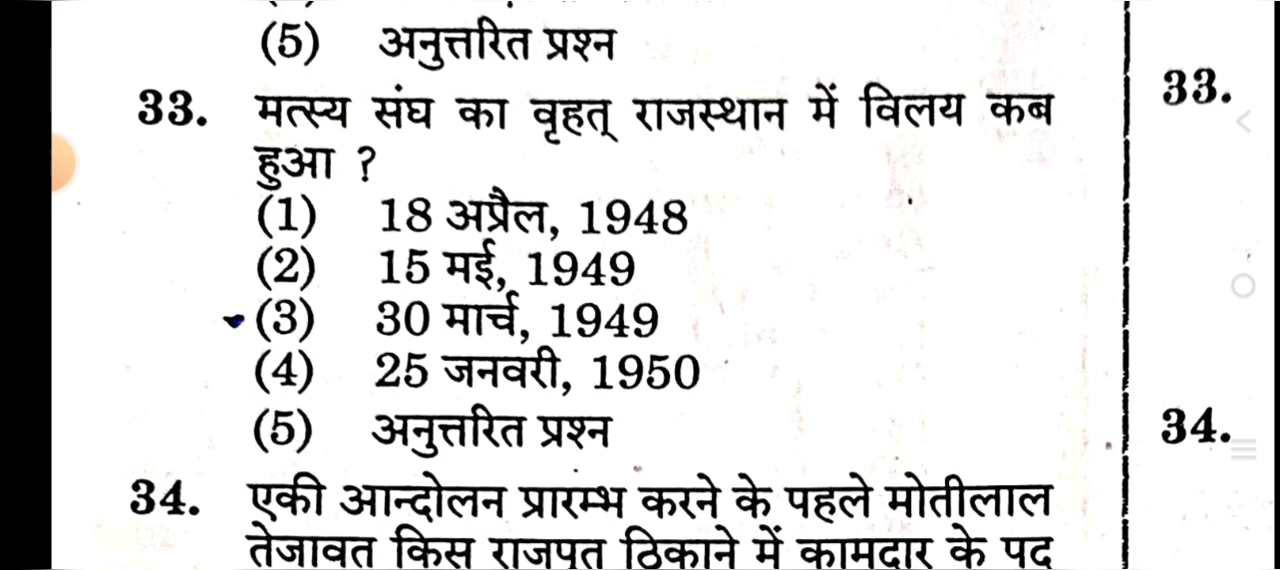 (5) अनुत्तरित प्रश्न
33. मत्स्य संघ का वृहत् राजस्थान में विलय कब
हुआ ?
(1) 18 अप्रैल, 1948
(2) 15 मई, 1949
(3) 30 मार्च, 1949
(4) 25 जनवरी, 1950
(5) अनुत्तरित प्रश्न
34. एकी आन्दोलन प्रारम्भ करने के पहले मोतीलाल
तेजावत किस राजपूत ठिकाने में कामदार के पद
33.
34.